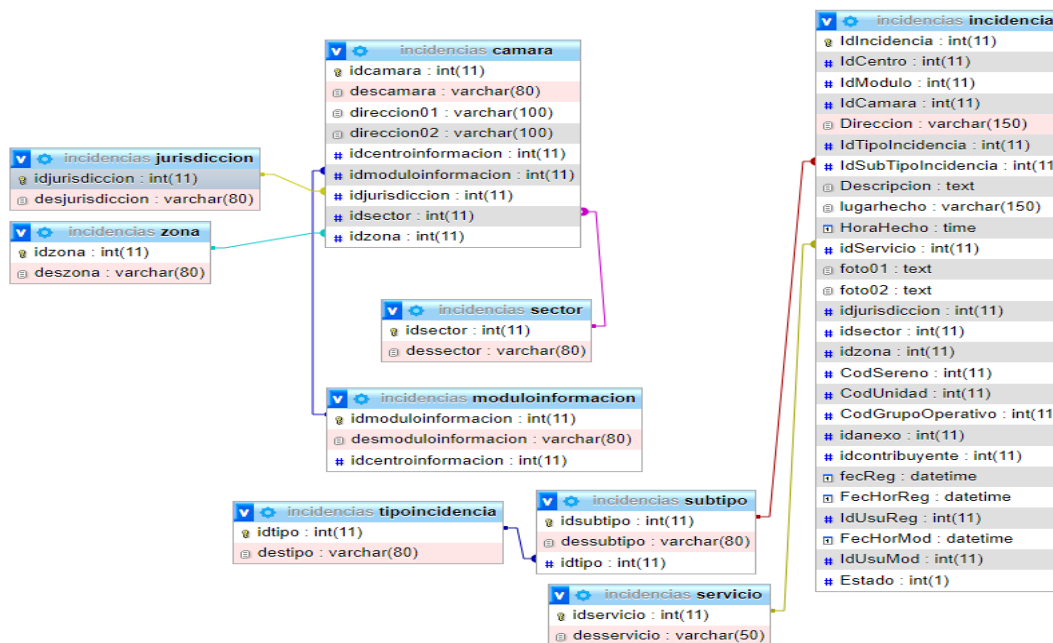 incidencias camara
idcamara : int(11)
descamara : varchar(80)
direccion01 : varchar(100)
direccion02 : varchar(100)
idcentroinformacion : int(11)
idmoduloinformacion : int(11)
idjurisdiccion : int(11)
idsector : int(11)
idzona : int(11)
incidencias jurisdiccion
idjurisdiccion : int(11)
desjurisdiccion : varchar(80)
incidencias zona
idzona : int(11)
deszona : varchar(80)
incidencias sector
idsector : int(11)
dessector : varchar(80)
incidencias moduloinformacion
idmoduloinformacion : int(11)
desmoduloinformacion : varchar(80)
idcentroinformacion : int(11)
incidencias tipoincidencia
idtipo : int(11)
destipo : varchar(80)
incidencias subtipo
idsubtipo : int(11)
dessubtipo : varchar(80)
idtipo : int(11)
incidencias servicio
idservicio : int(11)
desservicio : varchar(50)
incidencias incidencia
IdIncidencia : int(11)
IdCentro : int(11)
IdModulo : int(11)
IdCamara : int(11)
Direccion : varchar(150)
IdTipoIncidencia : int(11)
IdSubTipoIncidencia : int(11
Descripcion : text
lugarhecho : varchar(150)
HoraHecho : time
idServicio : int(11)
foto01 : text
foto02 : text
idjurisdiccion : int(11)
idsector : int(11)
idzona : int(11)
CodSereno : int(11)
CodUnidad : int(11)
CodGrupoOperativo : int(11
idanexo : int(11)
idcontribuyente : int(11)
fecReg : datetime
FecHorReg : datetime
IdUsuReg : int(11)
FecHorMod : datetime
IdUsuMod : int(11)
Estado : int(1)